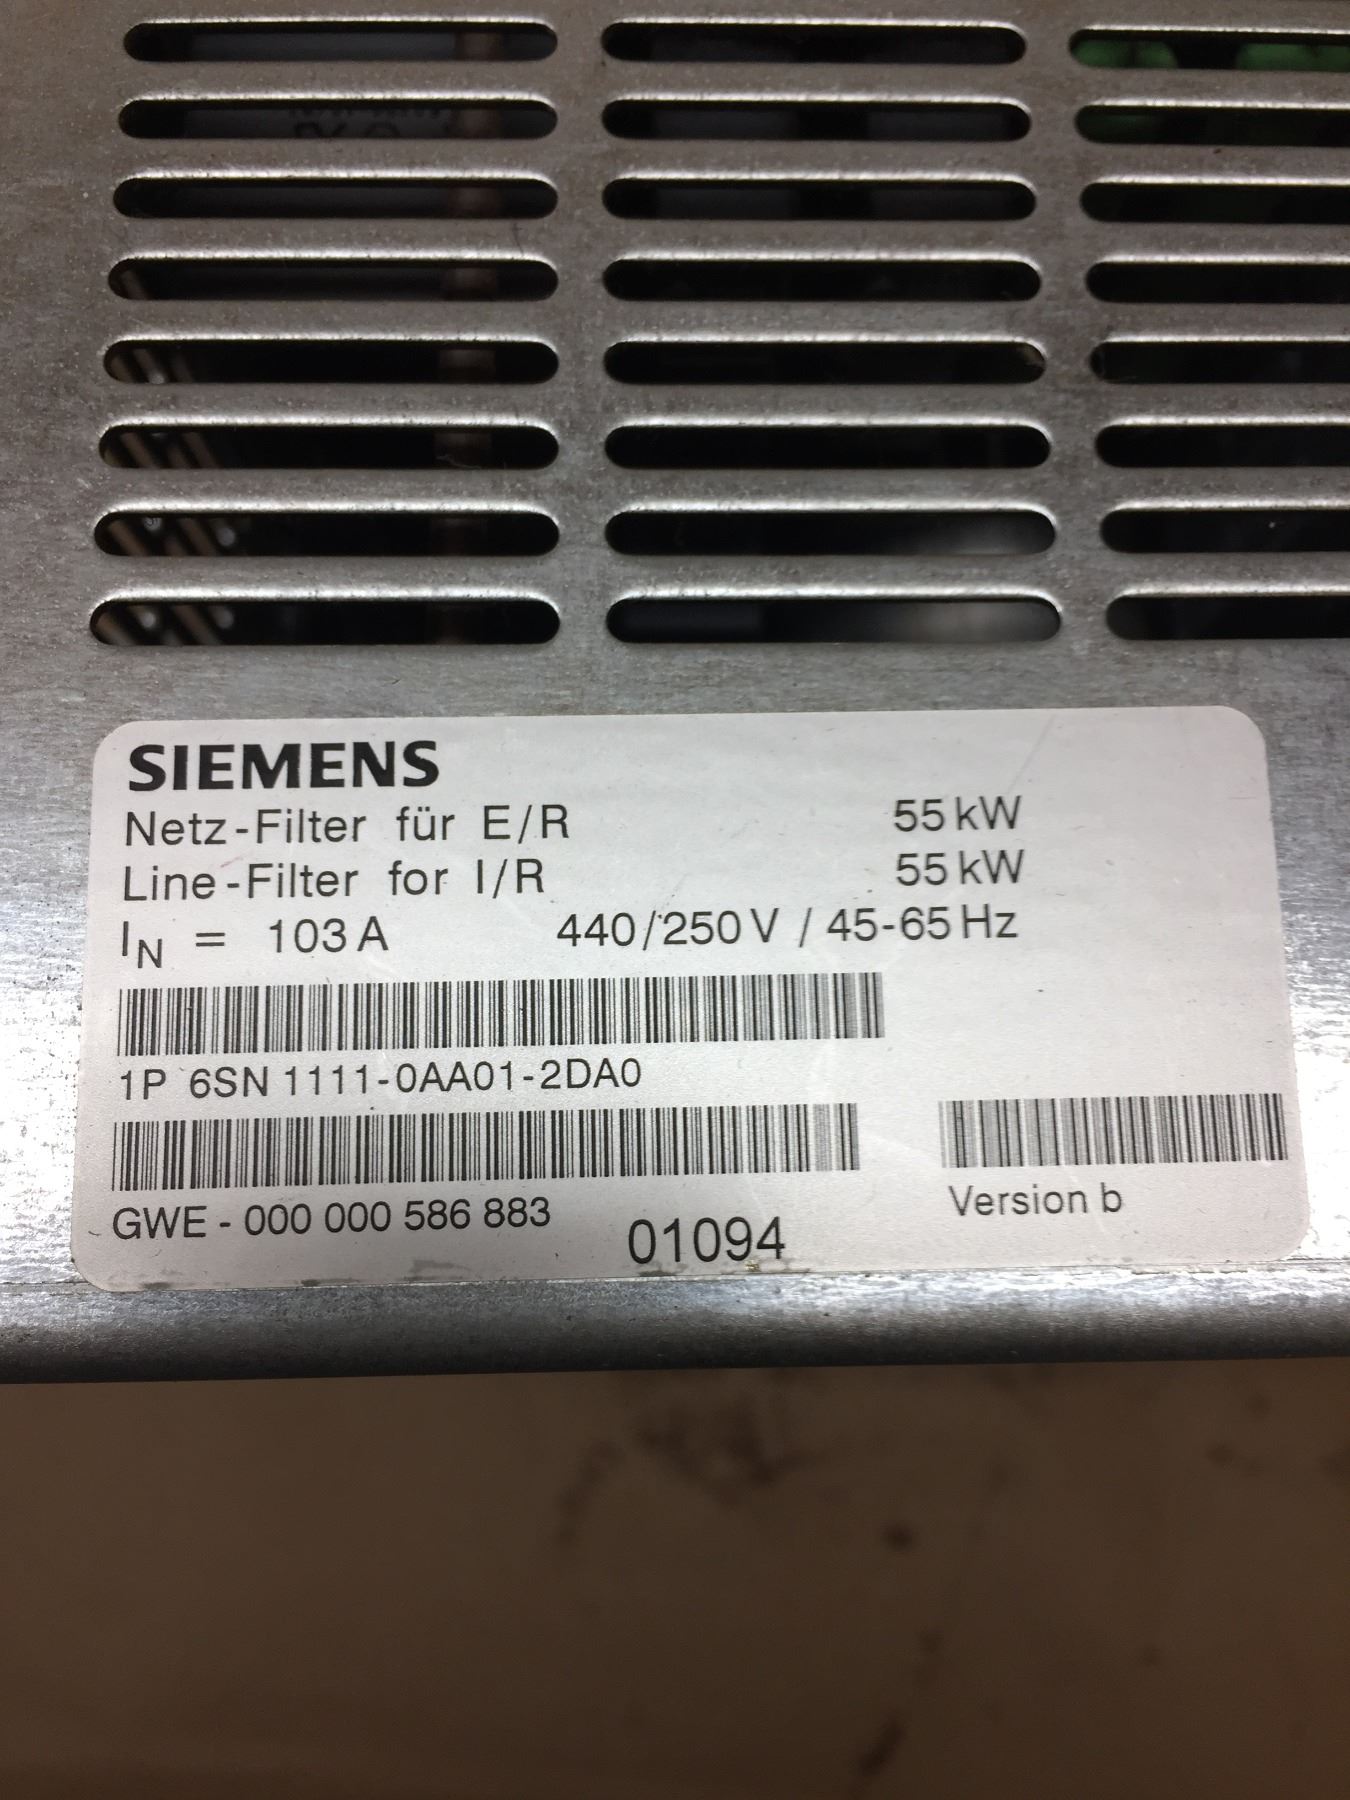 SIEMENS
Netz-Filter für E/R 55 kW
Line-Filter for I/R 55 kW
IN = 103 A 440/250 V / 45-65 Hz
1P 6SN 1111-0AA01-2DA0
GWE - 000 000 586 883
01094
Version b